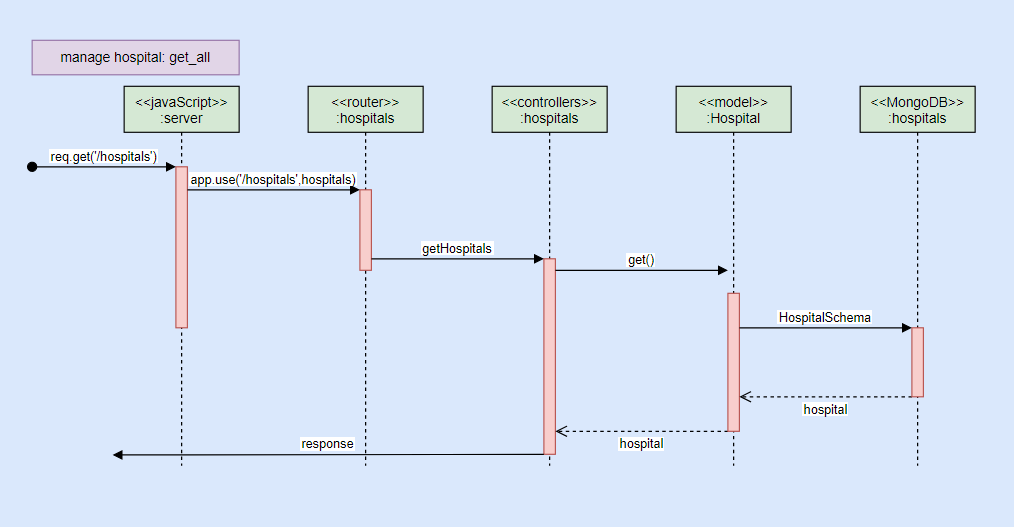 manage hospital: get_all
<<javaScript>>
:server
<<router>>
:hospitals
<<controllers>>
:hospitals
<<model>>
:Hospital
<<MongoDB>>
:hospitals
req.get('/hospitals')
app.use('/hospitals',hospitals)
getHospitals
get()
HospitalSchema
hospital
hospital
response